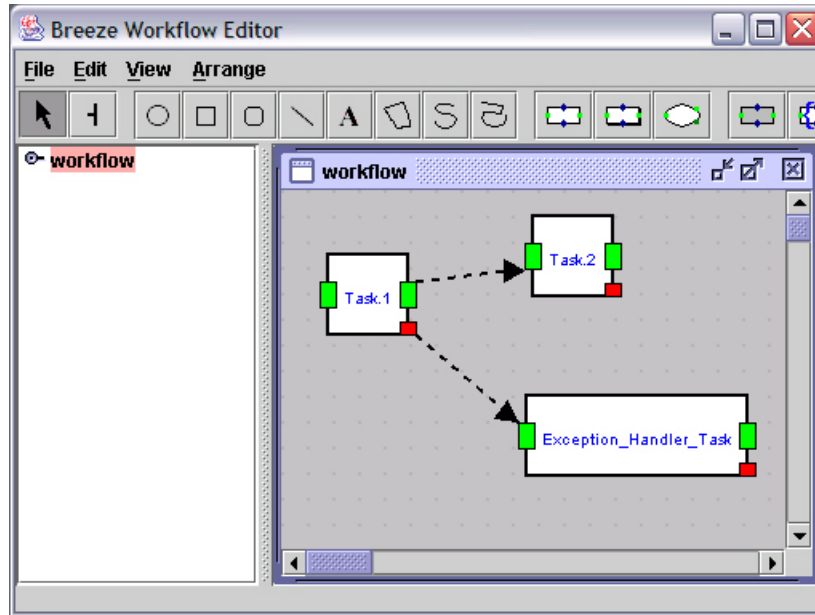 Breeze Workflow Editor
File Edit View Arrange
A
workflow
workflow
Task.2
Task.1
Exception_Handler_Task